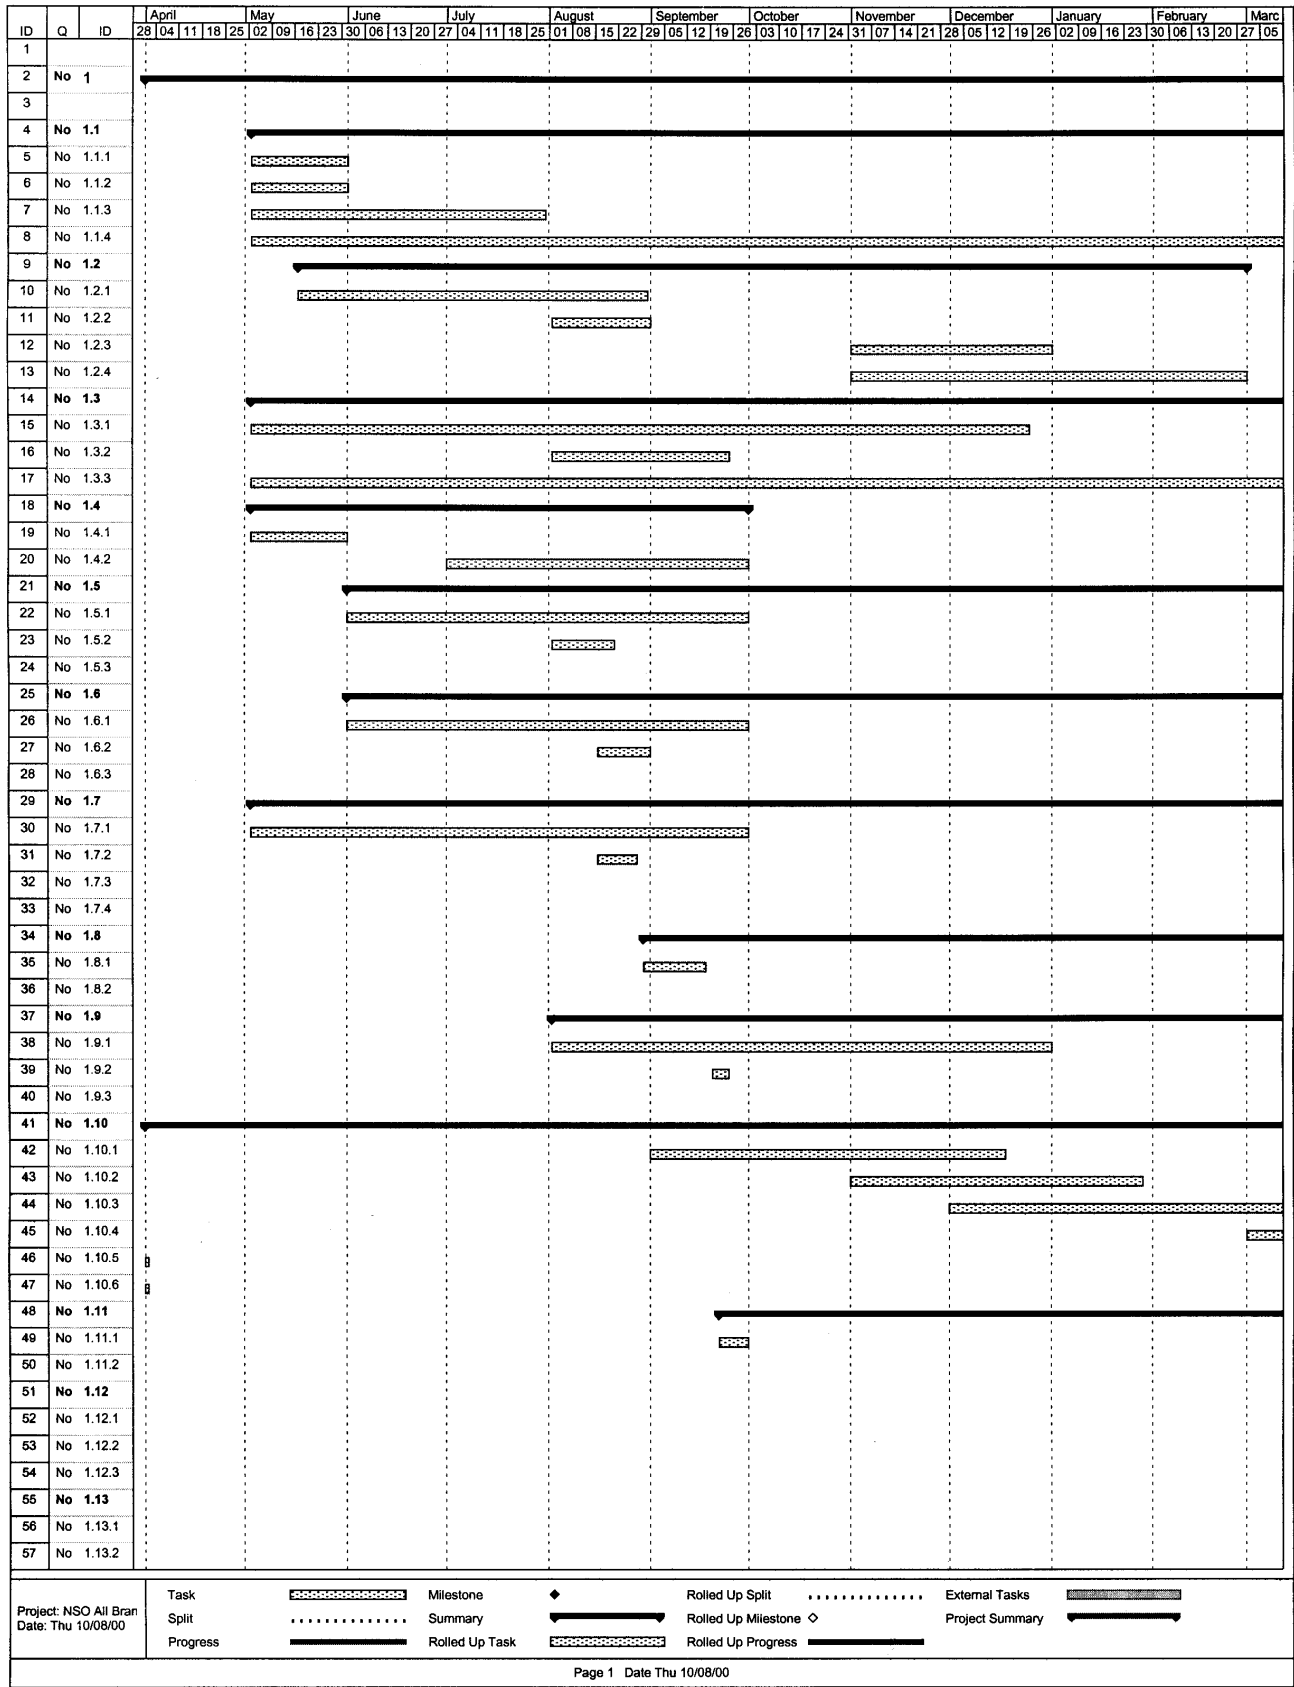 April May June July August September October November December January February Marc
ID Q ID 28 04 11 18 25 02 09 16 23 30 06 13 20 27 04 11 18 25 01 08 15 22 29 05 12 19 26 03 10 17 24 31 07 14 21 28 05 12 19 26 02 09 16 23 30 06 13 20 27 05
1
2 No 1
3
4 No 1.1
5 No 1.1.1
6 No 1.1.2
7 No 1.1.3
8 No 1.1.4
9 No 1.2
10 No 1.2.1
11 No 1.2.2
12 No 1.2.3
13 No 1.2.4
14 No 1.3
15 No 1.3.1
16 No 1.3.2
17 No 1.3.3
18 No 1.4
19 No 1.4.1
20 No 1.4.2
21 No 1.5
22 No 1.5.1
23 No 1.5.2
24 No 1.5.3
25 No 1.6
26 No 1.6.1
27 No 1.6.2
28 No 1.6.3
29 No 1.7
30 No 1.7.1
31 No 1.7.2
32 No 1.7.3
33 No 1.7.4
34 No 1.8
35 No 1.8.1
36 No 1.8.2
37 No 1.9
38 No 1.9.1
39 No 1.9.2
40 No 1.9.3
41 No 1.10
42 No 1.10.1
43 No 1.10.2
44 No 1.10.3
45 No 1.10.4
46 No 1.10.5
47 No 1.10.6
48 No 1.11
49 No 1.11.1
50 No 1.11.2
51 No 1.12
52 No 1.12.1
53 No 1.12.2
54 No 1.12.3
55 No 1.13
56 No 1.13.1
57 No 1.13.2
Project: NSO All Bran
Date: Thu 10/08/00
Task Milestone Rolled Up Split External Tasks
Split Summary Rolled Up Milestone Project Summary
Progress Rolled Up Task Rolled Up Progress
Page 1 Date Thu 10/08/00